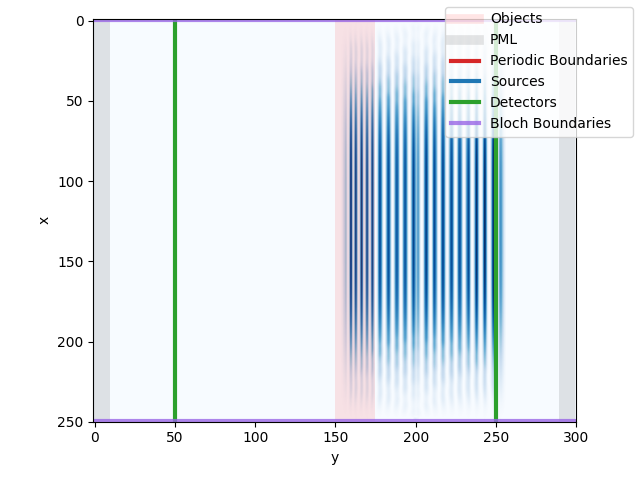 Objects
PML
Periodic Boundaries
Sources
Detectors
Bloch Boundaries
0
50
100
150
200
250
x
0
50
100
150
200
250
300
y